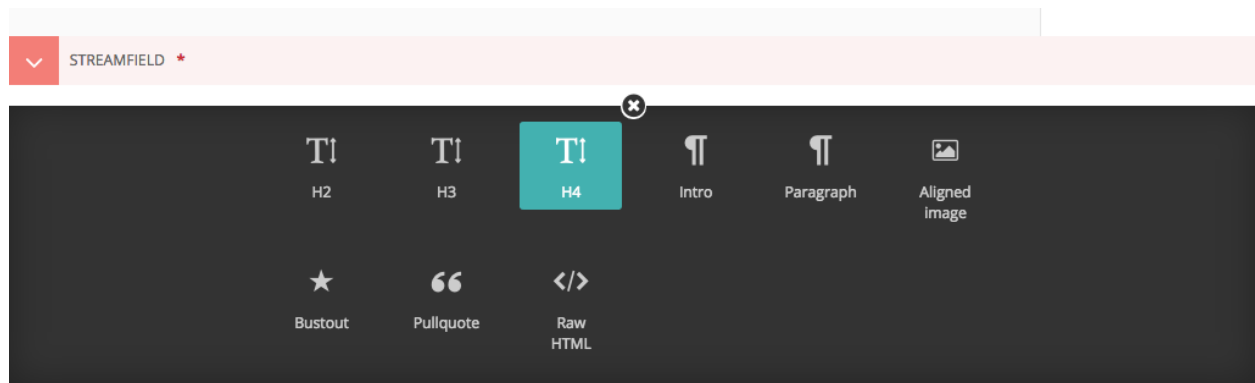 STREAMFIELD *
H2 H3 H4 Intro Paragraph Aligned
image
Bustout Pullquote Raw
HTML